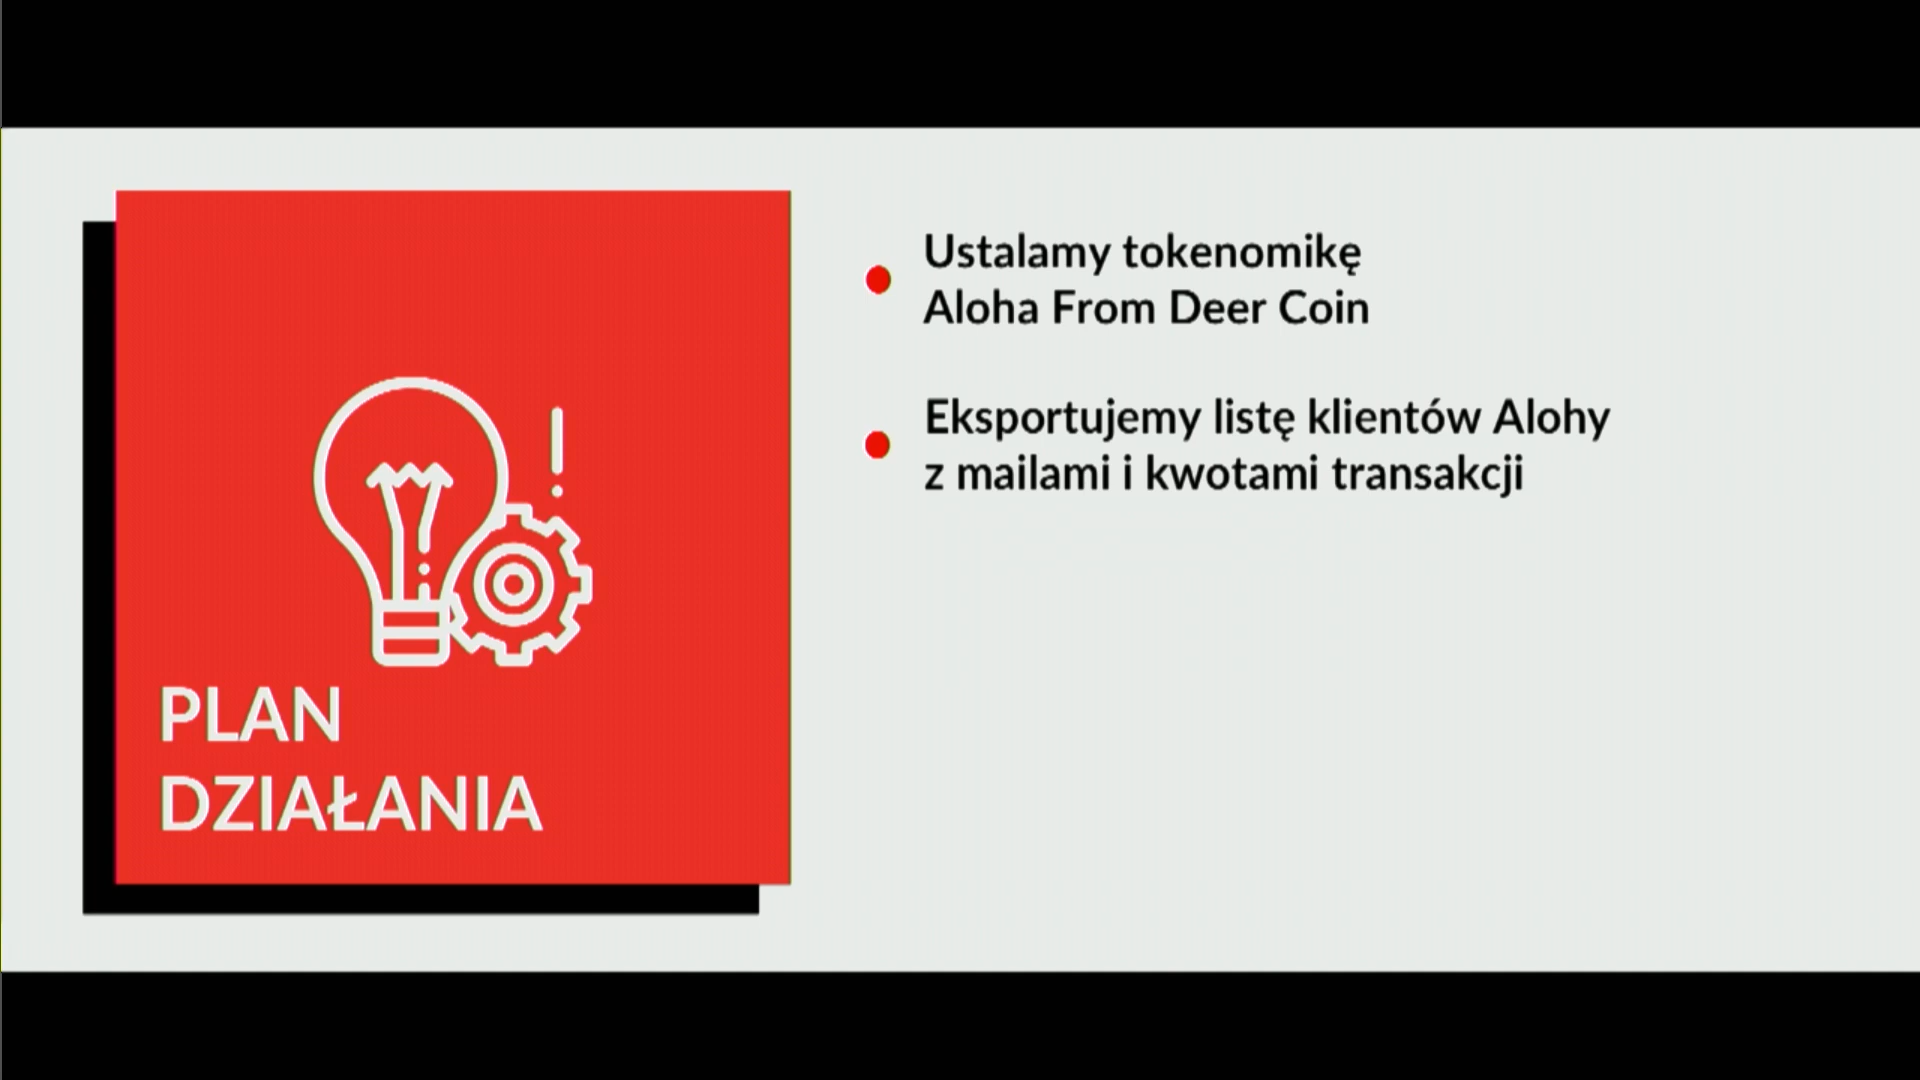 PLAN
DZIAŁANIA
Ustalamy tokenomikę
Aloha From Deer Coin
Eksportujemy listę klientów Alohy
z mailami i kwotami transakcji